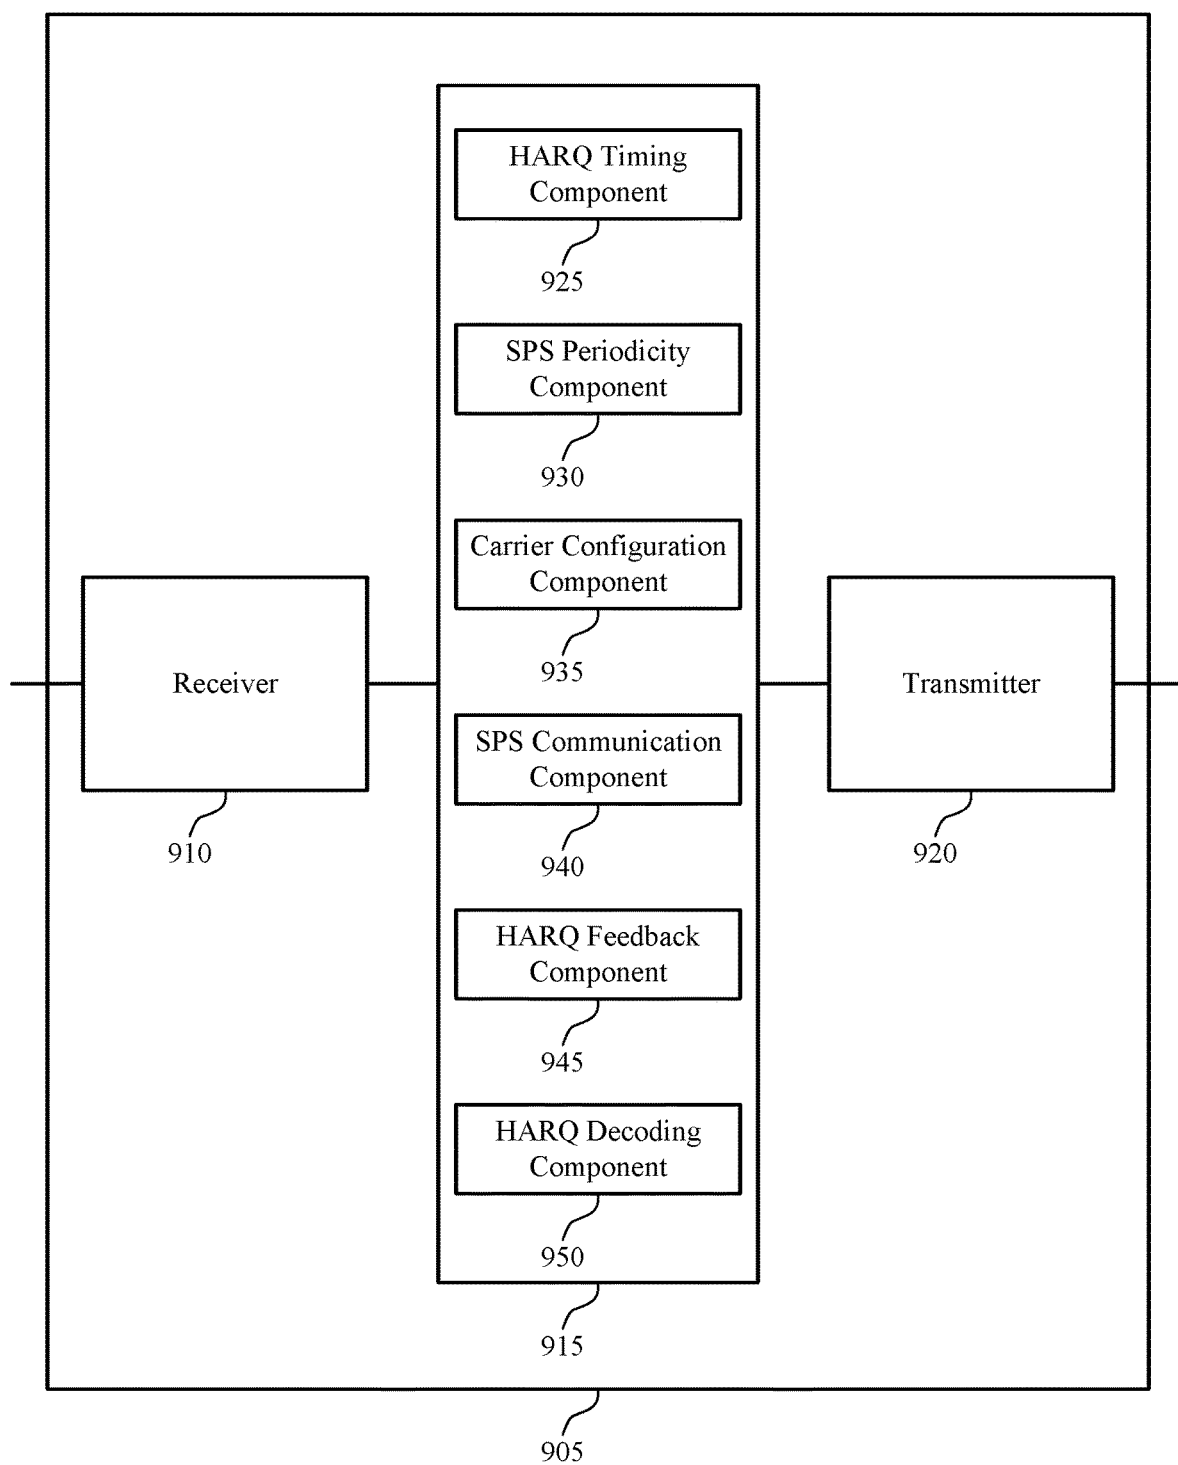 HARQ Timing
Component
925
SPS Periodicity
Component
930
Carrier Configuration
Component
935
Receiver
910
SPS Communication
Component
940
Transmitter
920
HARQ Feedback
Component
945
HARQ Decoding
Component
950
915
905